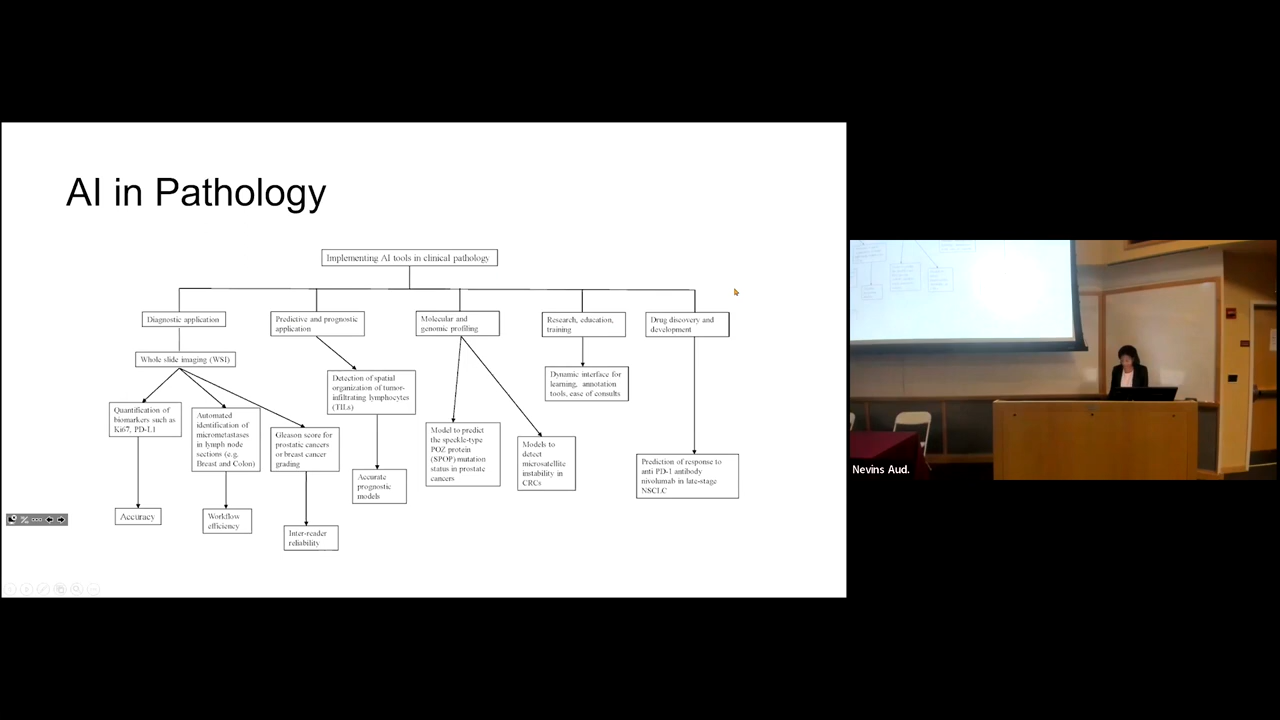 AI in Pathology
Implementing AI tools in clinical pathology
Diagnostic application
Predictive and prognostic
application
Molecular and
genomic profiling
Research, education,
training
Drug discovery and
development
Whole slide imaging (WSI)
Detection of spatial
organization of tumor-
infiltrating lymphocytes
(TILs)
Dynamic interface for
learning, annotation
tools, ease of consults
Quantification of
biomarkers such as
Ki67, PD-L1
Automated
identification of
micrometastases
in lymph node
sections (e.g.
Breast and Colon)
Gleason score for
prostatic cancers
or breast cancer
grading
Model to predict
the speckle-type
POZ protein
(SPOP) mutation
status in prostate
cancers
Models to
detect
microsatellite
instability in
CRCs
Prediction of response to
anti PD-1 antibody
nivolumab in late-stage
NSCLC
Accurate
prognostic
models
Accuracy
Workflow
efficiency
Inter-reader
reliability
Nevins Aud.